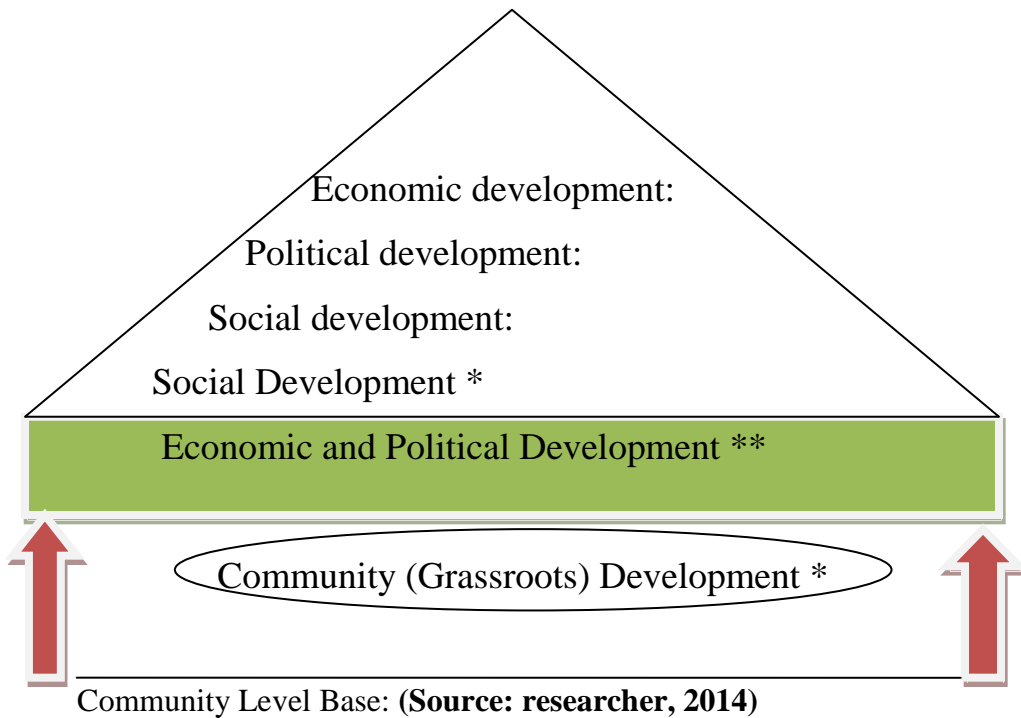 Economic development:
Political development:
Social development:
Social Development *
Economic and Political Development **
Community (Grassroots) Development *
Community Level Base: (Source: researcher, 2014)